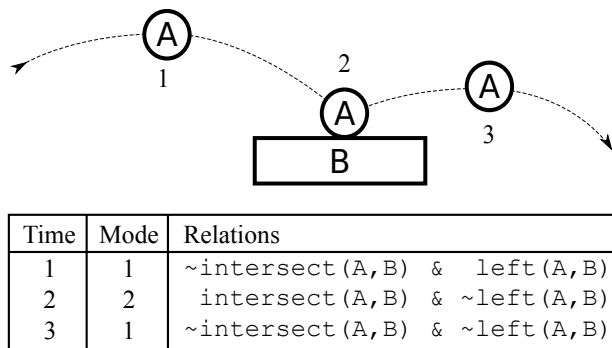 A
1
2
A
A
3
B
Time Mode Relations
1 1 ~intersect(A,B) & left(A,B)
2 2 intersect(A,B) & ~left(A,B)
3 1 ~intersect(A,B) & ~left(A,B)